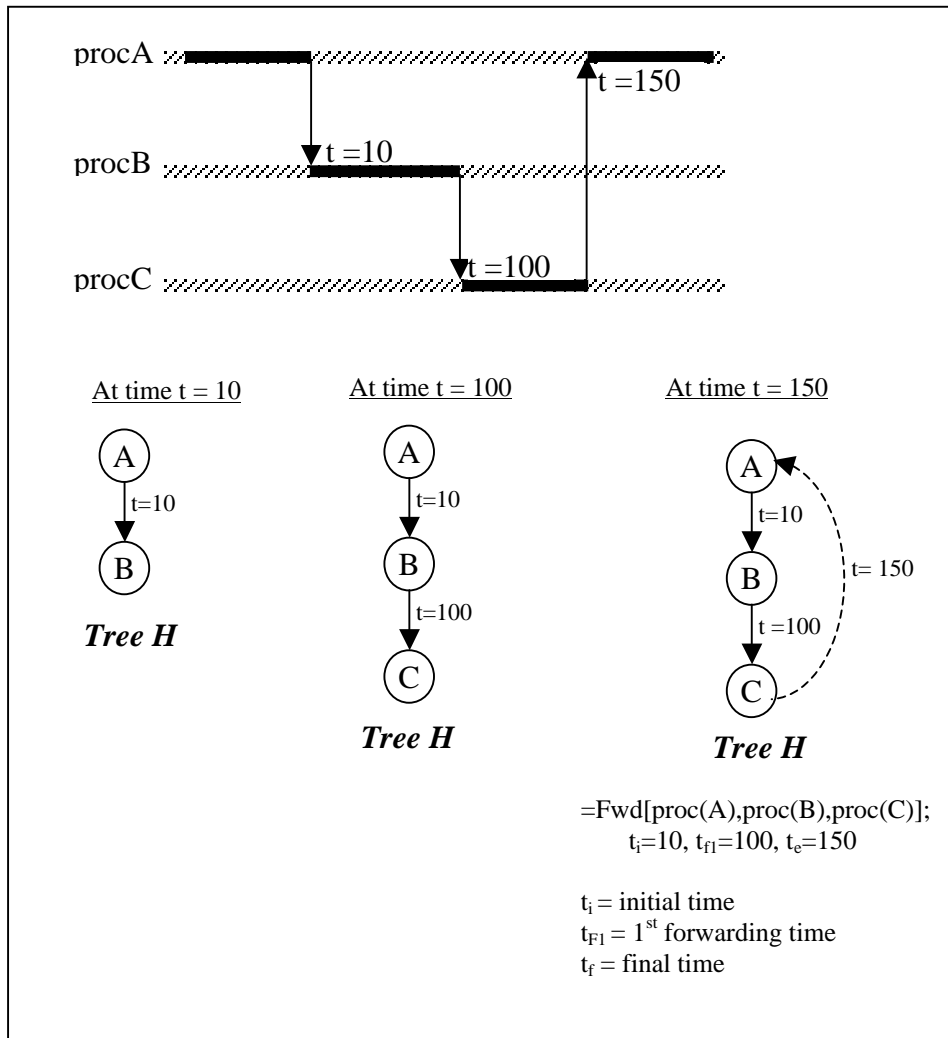 procA
t =150
t =10
procB
t =100
procC
At time t = 10
At time t = 100
At time t = 150
A
t=10
B
Tree H
A
t=10
B
t=100
C
Tree H
A
t=10
B
t =100
C
t= 150
Tree H
=Fwd[proc(A),proc(B),proc(C)];
ti=10, tf1=100, te=150
ti = initial time
tF1 = 1st forwarding time
tf = final time